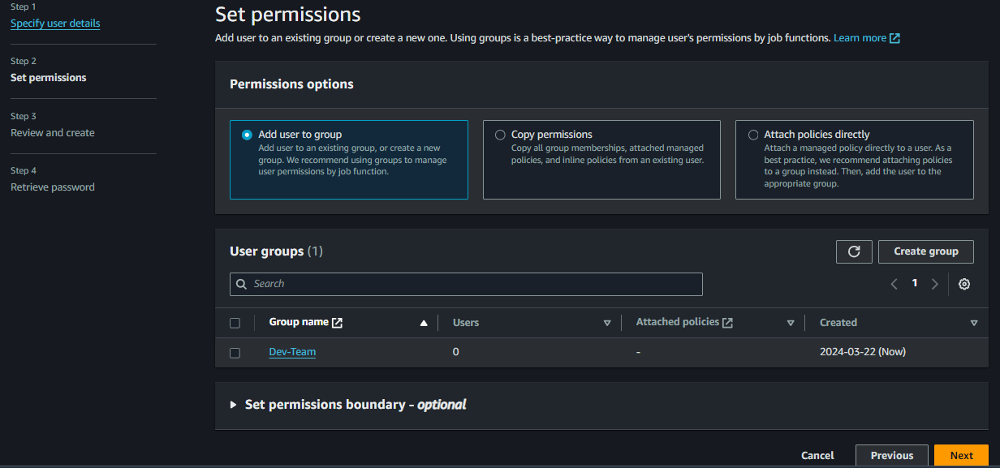 Step 1
Specify user details
Step 2
Set permissions
Step 3
Review and create
Step 4
Retrieve password
Set permissions
Add user to an existing group or create a new one. Using groups is a best-practice way to manage user's permissions by job functions. Learn more
Permissions options
Add user to group
Add user to an existing group, or create a new
group. We recommend using groups to manage
user permissions by job function.
Copy permissions
Copy all group memberships, attached managed
policies, and inline policies from an existing user.
Attach policies directly
Attach a managed policy directly to a user. As a
best practice, we recommend attaching policies
to a group instead. Then, add the user to the
appropriate group.
User groups (1)
Create group
Search
1
Group name Users Attached policies Created
Dev-Team 0 - 2024-03-22 (Now)
Set permissions boundary - optional
Cancel Previous Next